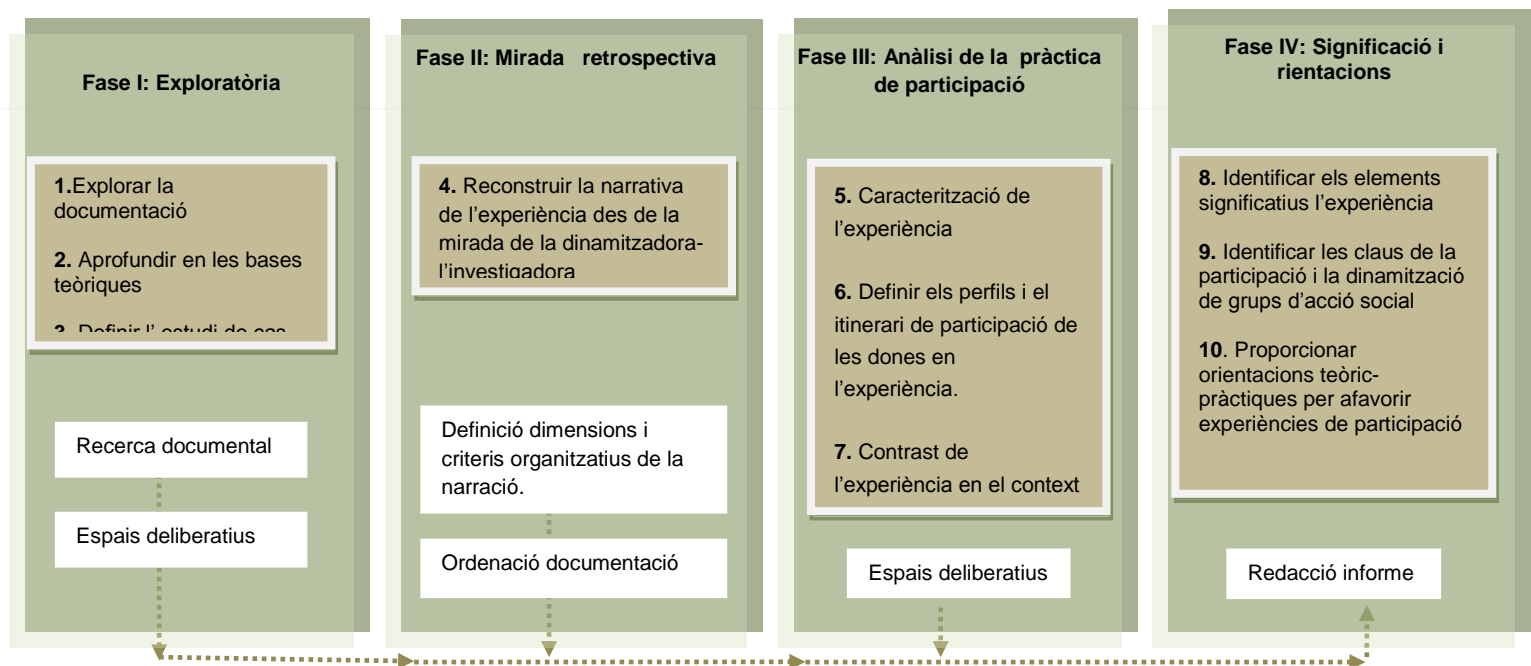 Fase I: Exploratòria
1.Explorar la
documentació
2. Aprofundir en les bases
teòriques
3. Definir l' estudi de cas
Recerca documental
Espais deliberatius
Fase II: Mirada retrospectiva
4. Reconstruir la narrativa
de l’experiència des de la
mirada de la dinamitzadora-
l’investigadora
Definició dimensions i
criteris organitzatius de la
narració.
Ordenació documentació
Fase III: Anàlisi de la pràctica
de participació
5. Caracterització de
l’experiència
6. Definir els perfils i el
itinerari de participació de
les dones en
l’experiència.
7. Contrast de
l’experiència en el context
Espais deliberatius
Fase IV: Significació i
rientacions
8. Identificar els elements
significatius l’experiència
9. Identificar les claus de la
participació i la dinamització
de grups d’acció social
10. Proporcionar
orientacions teòric-
pràctiques per afavorir
experiències de participació
Redacció informe